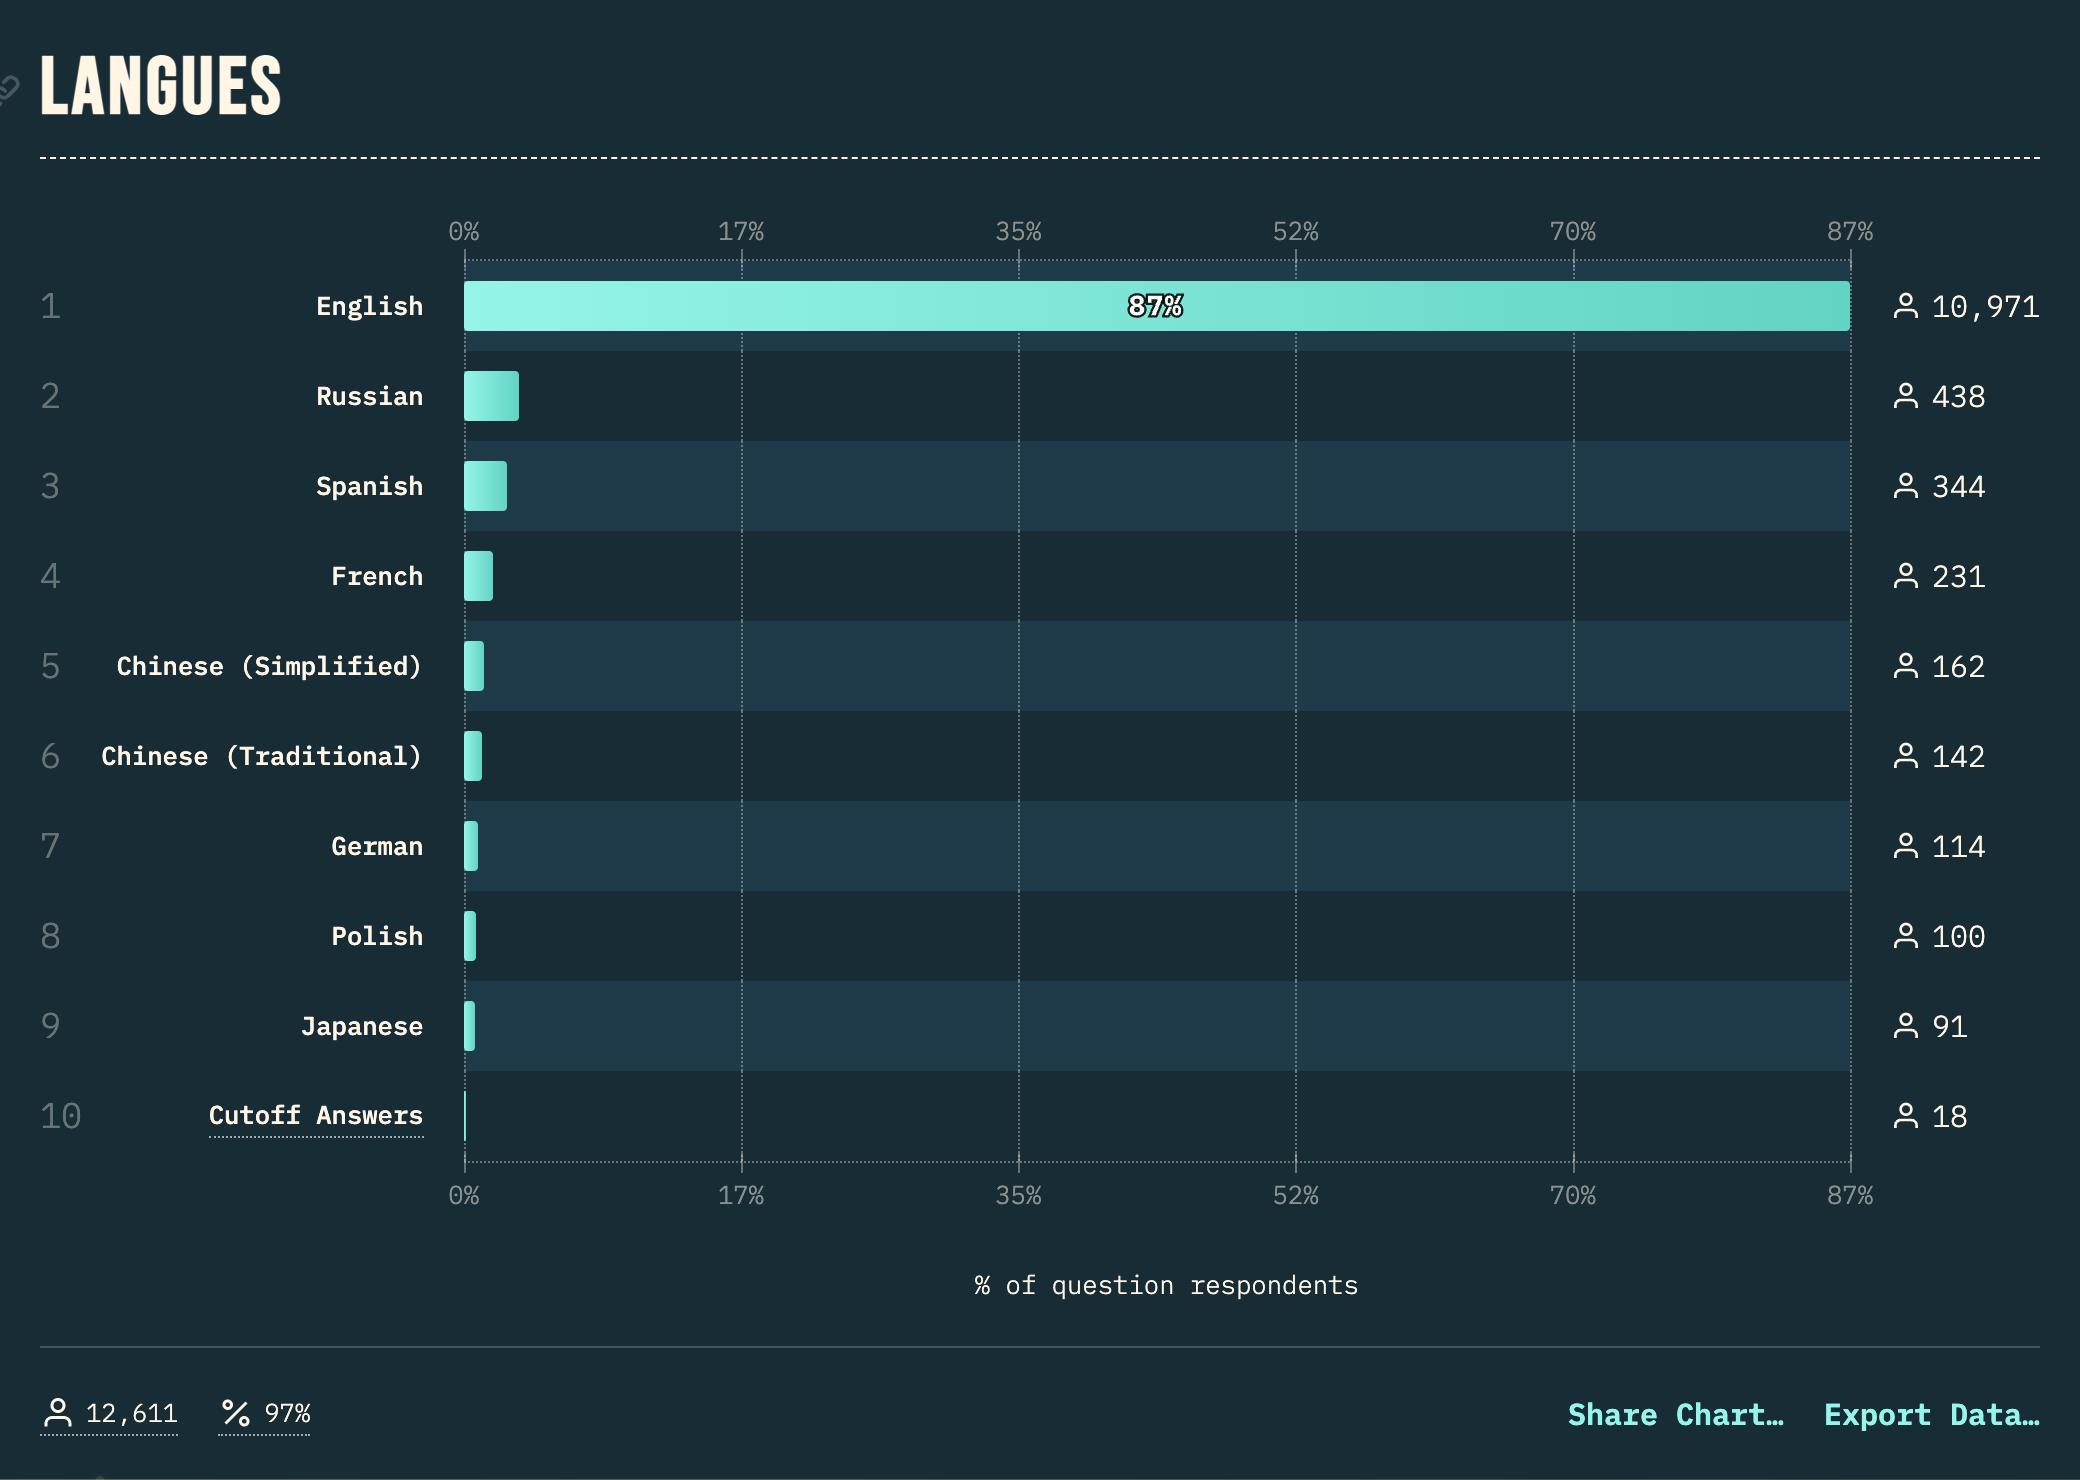 LANGUES
0% 17% 35% 52% 70% 87%
1 English 87% 10,971
2 Russian 438
3 Spanish 344
4 French 231
5 Chinese (Simplified) 162
6 Chinese (Traditional) 142
7 German 114
8 Polish 100
9 Japanese 91
10 Cutoff Answers 18
0% 17% 35% 52% 70% 87%
% of question respondents
12,611 97% Share Chart… Export Data…